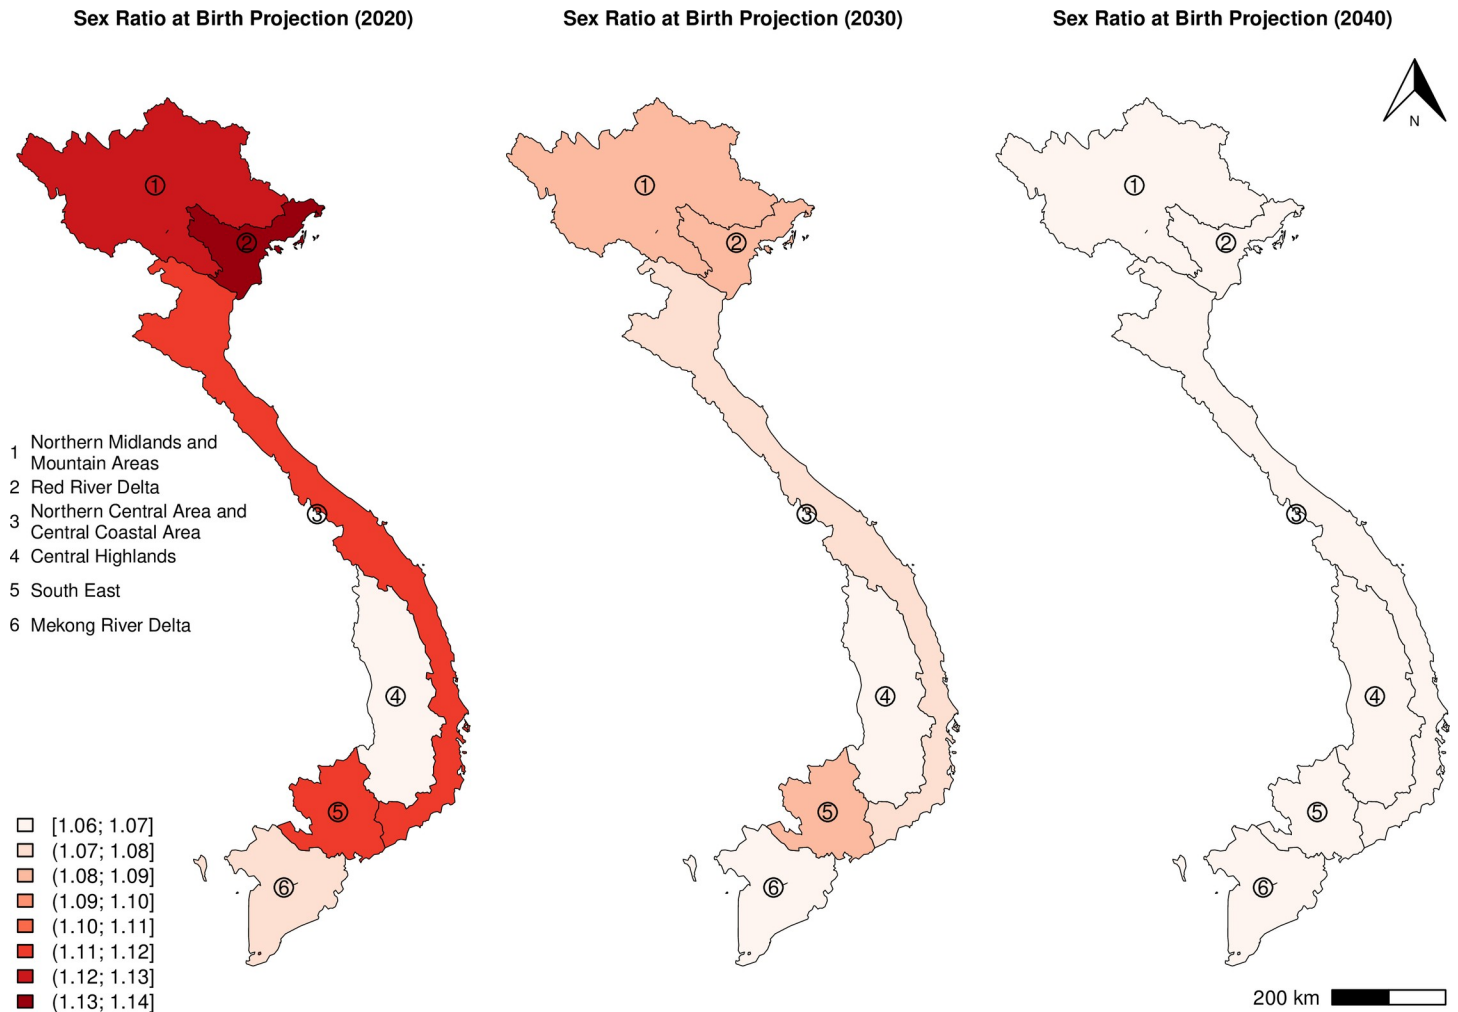 Sex Ratio at Birth Projection (2020)
Sex Ratio at Birth Projection (2030)
Sex Ratio at Birth Projection (2040)
N
1
2
3
4
5
6
1
2
3
4
5
6
1
2
3
4
5
6
1 Northern Midlands and
Mountain Areas
2 Red River Delta
3 Northern Central Area and
Central Coastal Area
4 Central Highlands
5 South East
6 Mekong River Delta
[1.06; 1.07]
(1.07; 1.08]
(1.08; 1.09]
(1.09; 1.10]
(1.10; 1.11]
(1.11; 1.12]
(1.12; 1.13]
(1.13; 1.14]
200 km